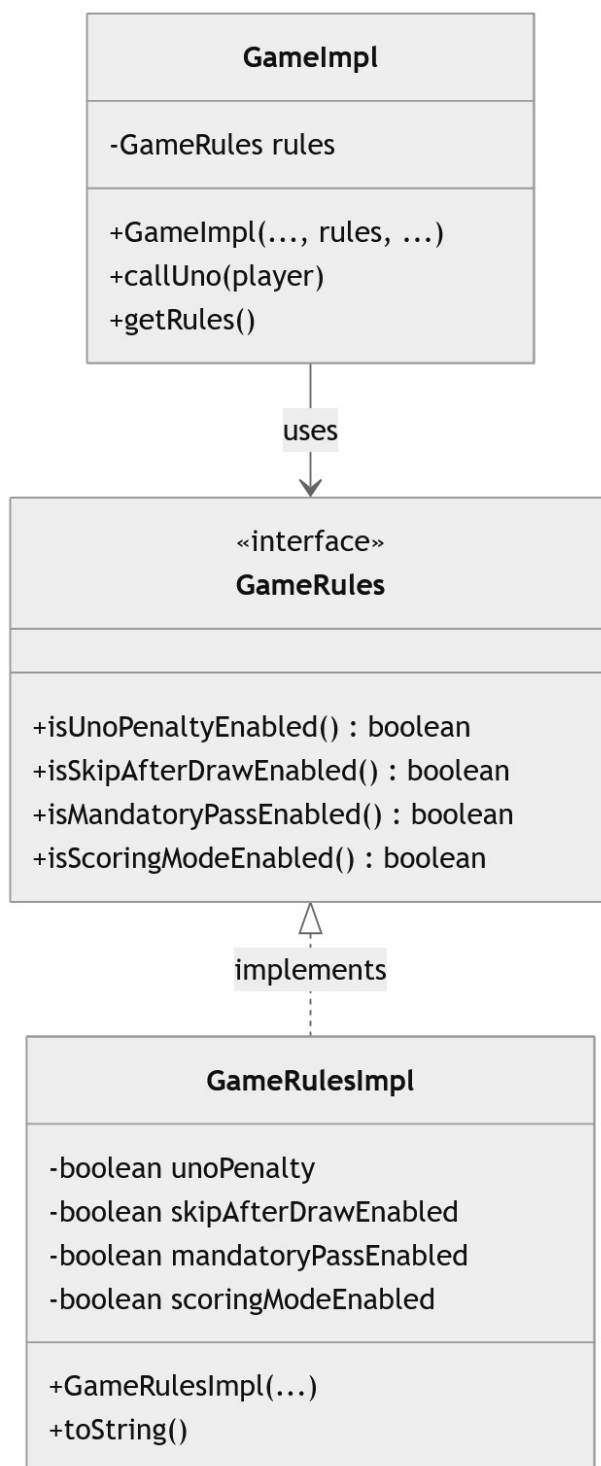 GameImpl
-GameRules rules
+GameImpl(..., rules, ...)
+callUno(player)
+getRules()
uses
«interface»
GameRules
+isUnoPenaltyEnabled() : boolean
+isSkipAfterDrawEnabled() : boolean
+isMandatoryPassEnabled() : boolean
+isScoringModeEnabled() : boolean
implements
GameRulesImpl
-boolean unoPenalty
-boolean skipAfterDrawEnabled
-boolean mandatoryPassEnabled
-boolean scoringModeEnabled
+GameRulesImpl(...)
+toString()